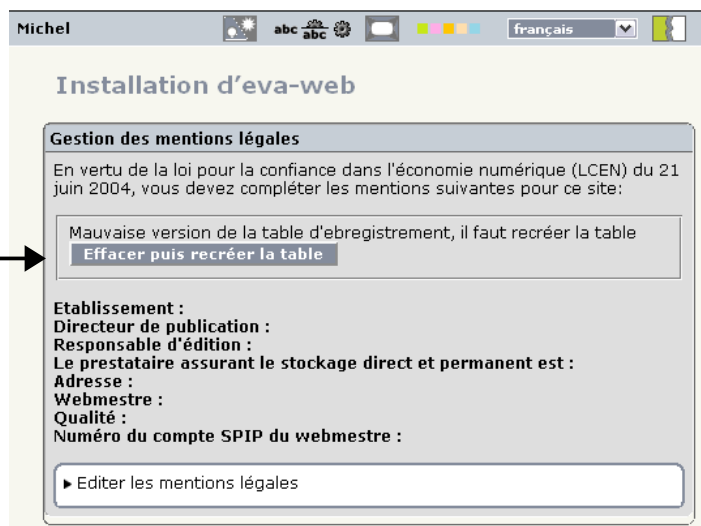 Michel
abc abc abc
français
Installation d'eva-web
Gestion des mentions légales
En vertu de la loi pour la confiance dans l'économie numérique (LCEN) du 21
juin 2004, vous devez compléter les mentions suivantes pour ce site:
Mauvaise version de la table d'ebregistrement, il faut recréer la table
Effacer puis recréer la table
Etablissement :
Directeur de publication :
Responsable d'édition :
Le prestataire assurant le stockage direct et permanent est :
Adresse :
Webmestre :
Qualité :
Numéro du compte SPIP du webmestre :
Editer les mentions légales